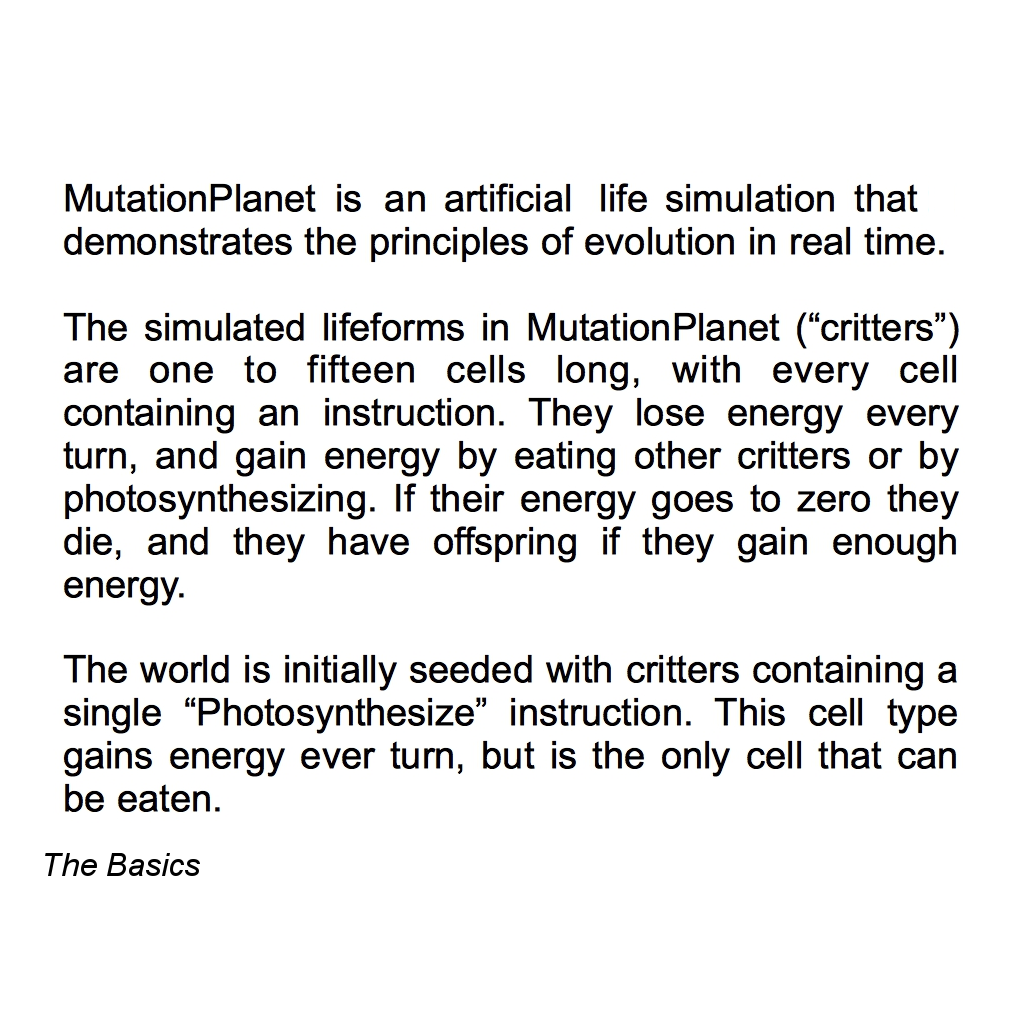 MutationPlanet is an artificial life simulation that
demonstrates the principles of evolution in real time.
The simulated lifeforms in MutationPlanet (“critters”)
are one to fifteen cells long, with every cell
containing an instruction. They lose energy every
turn, and gain energy by eating other critters or by
photosynthesizing. If their energy goes to zero they
die, and they have offspring if they gain enough
energy.
The world is initially seeded with critters containing a
single “Photosynthesize” instruction. This cell type
gains energy ever turn, but is the only cell that can
be eaten.
The Basics